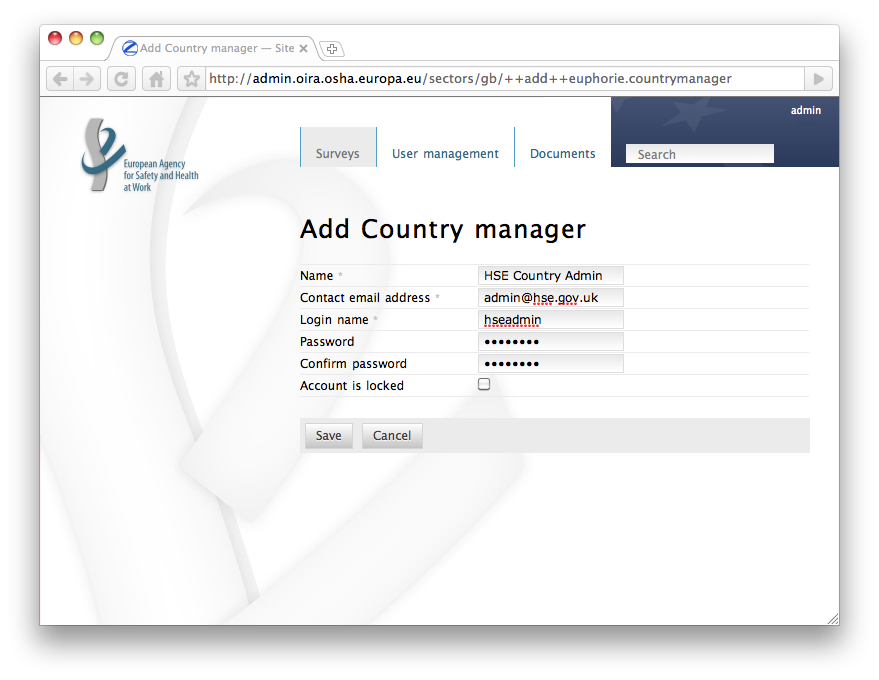 Add Country manager — Site
http://admin.oira.osha.europa.eu/sectors/gb/++add++euphorie.countrymanager
admin
European Agency
for Safety and Health
at Work
Surveys
User management
Documents
Search
Add Country manager
Name * HSE Country Admin
Contact email address * admin@hse.gov.uk
Login name * hseadmin
Password ••••••••
Confirm password ••••••••
Account is locked
Save Cancel